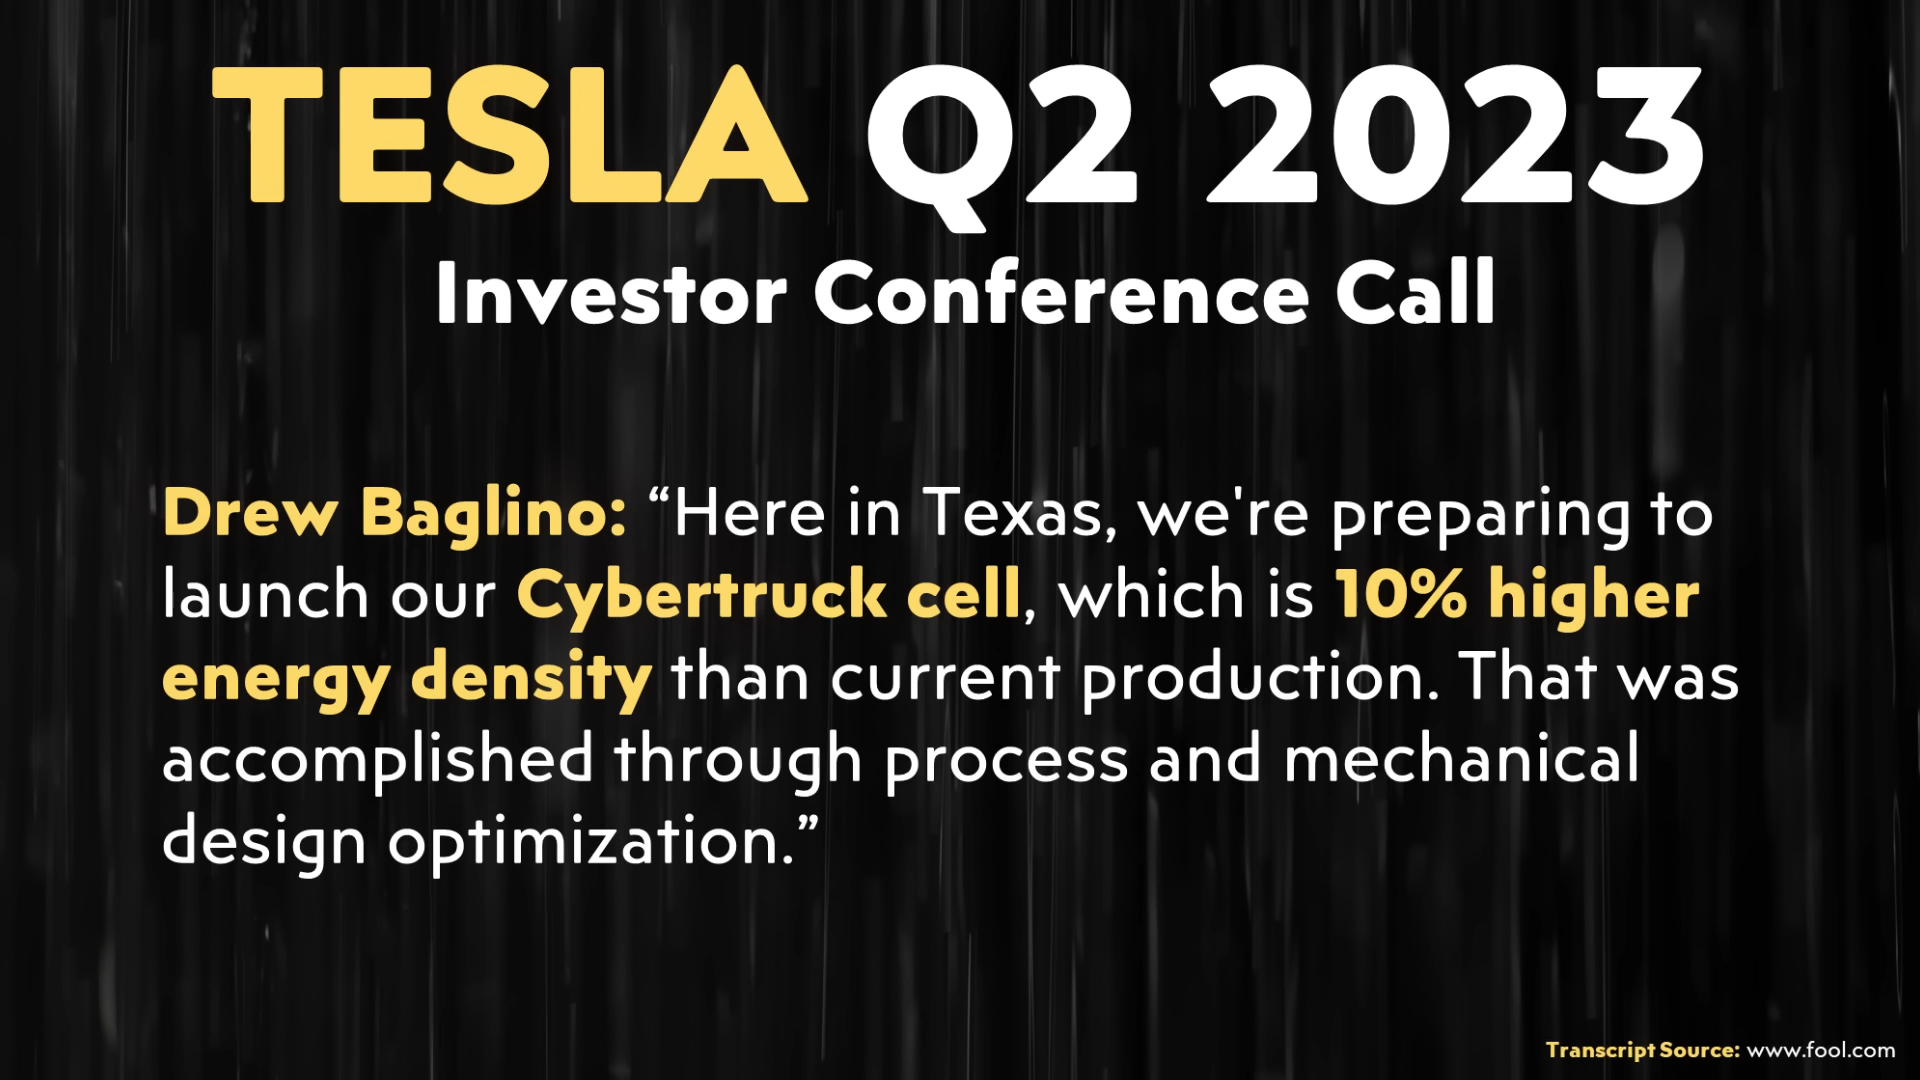 TESLA Q2 2023
Investor Conference Call
Drew Baglino: “Here in Texas, we're preparing to
launch our Cybertruck cell, which is 10% higher
energy density than current production. That was
accomplished through process and mechanical
design optimization.”
Transcript Source: www.fool.com